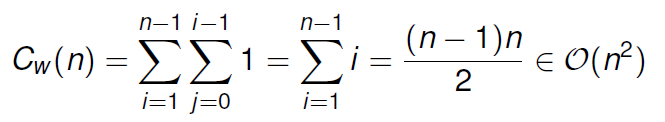 C_w(n) = \sum_{i=1}^{n-1} \sum_{j=0}^{i-1} 1 = \sum_{i=1}^{n-1} i = \frac{(n-1)n}{2} \in \mathcal{O}(n^2)